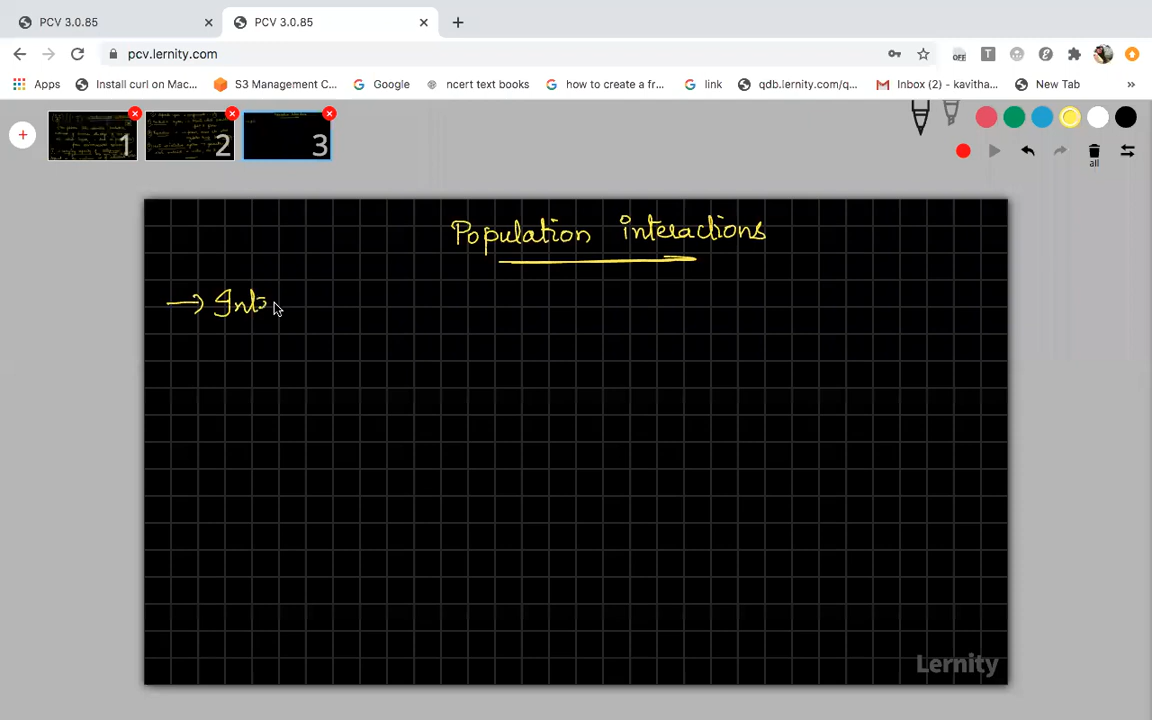 PCV 3.0.85
PCV 3.0.85
pcv.lernity.com
OFF
T
Apps
Install curl on Mac...
S3 Management C...
Google
ncert text books
how to create a fr...
link
qdb.lernity.com/q...
Inbox (2) – kavitha...
New Tab
»
1
2
3
all
Population interactions
→ Inte
Lernity